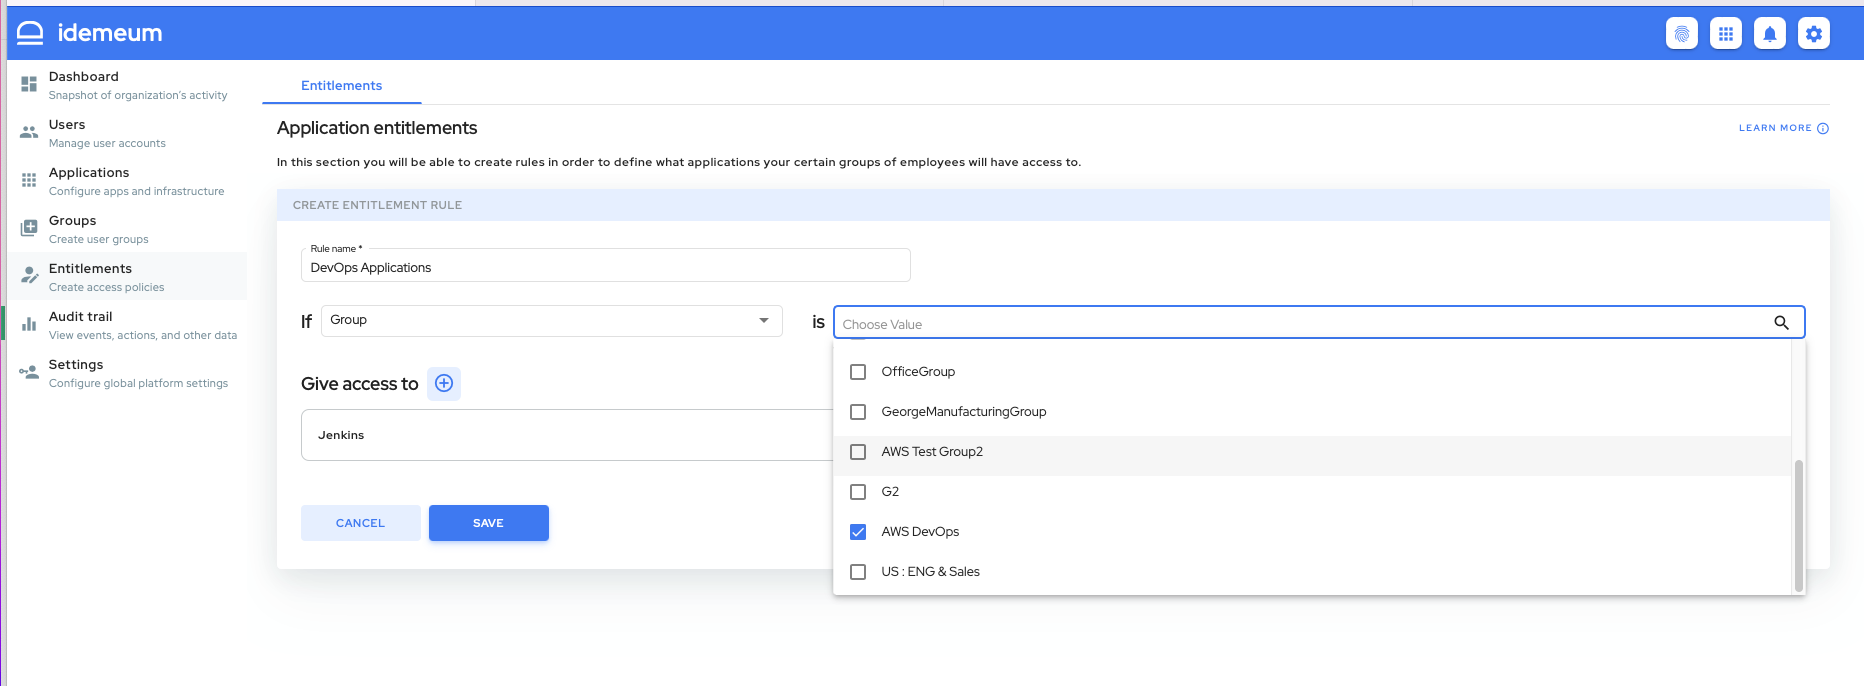 idemeum
Dashboard
Snapshot of organization's activity
Users
Manage user accounts
Applications
Configure apps and infrastructure
Groups
Create user groups
Entitlements
Create access policies
Audit trail
View events, actions, and other data
Settings
Configure global platform settings
Entitlements
Application entitlements
LEARN MORE
In this section you will be able to create rules in order to define what applications your certain groups of employees will have access to.
CREATE ENTITLEMENT RULE
Rule name *
DevOps Applications
If Group is Choose Value
OfficeGroup
GeorgeManufacturingGroup
AWS Test Group2
G2
AWS DevOps
US : ENG & Sales
Give access to
Jenkins
CANCEL SAVE